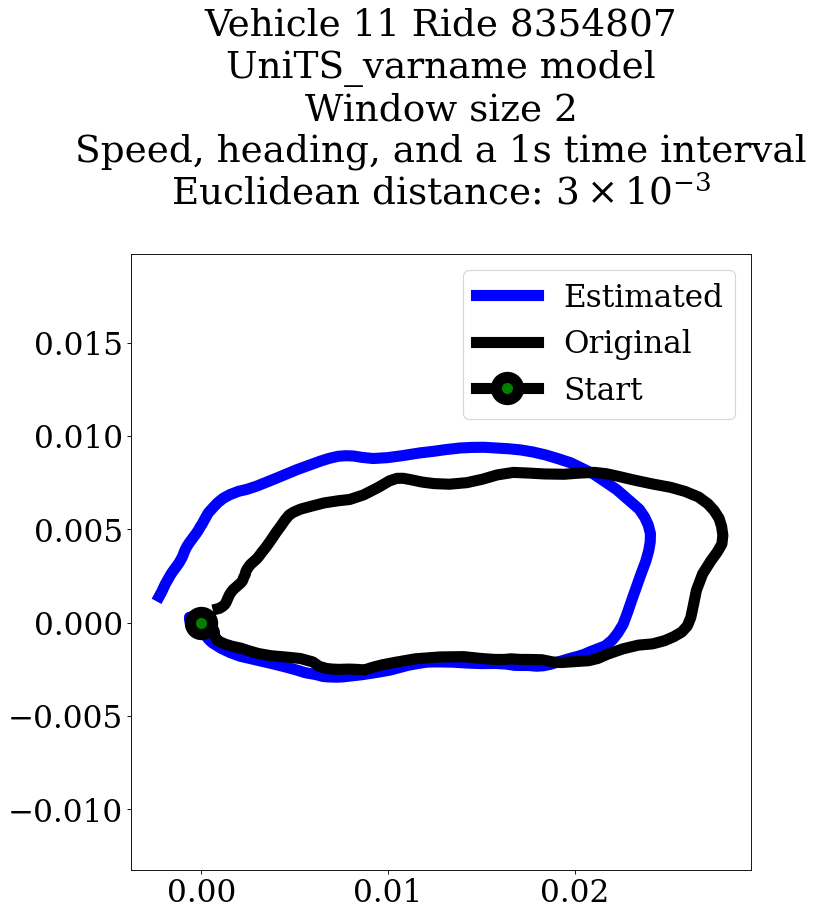 Vehicle 11 Ride 8354807
UniTS_varname model
Window size 2
Speed, heading, and a 1s time interval
Euclidean distance: 3 × 10⁻³
Estimated
Original
Start
0.015
0.010
0.005
0.000
−0.005
−0.010
0.00 0.01 0.02